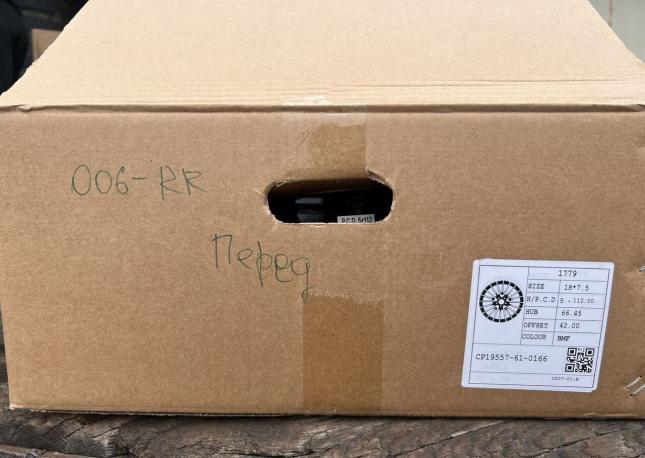 006-RR
Перед
P.C.D 5x112
1779
SIZE 18*7.5
H/P.C.D 5 * 112.00
HUB 66.45
OFFSET 42.00
COLOUR BMF
CP19557-61-0166